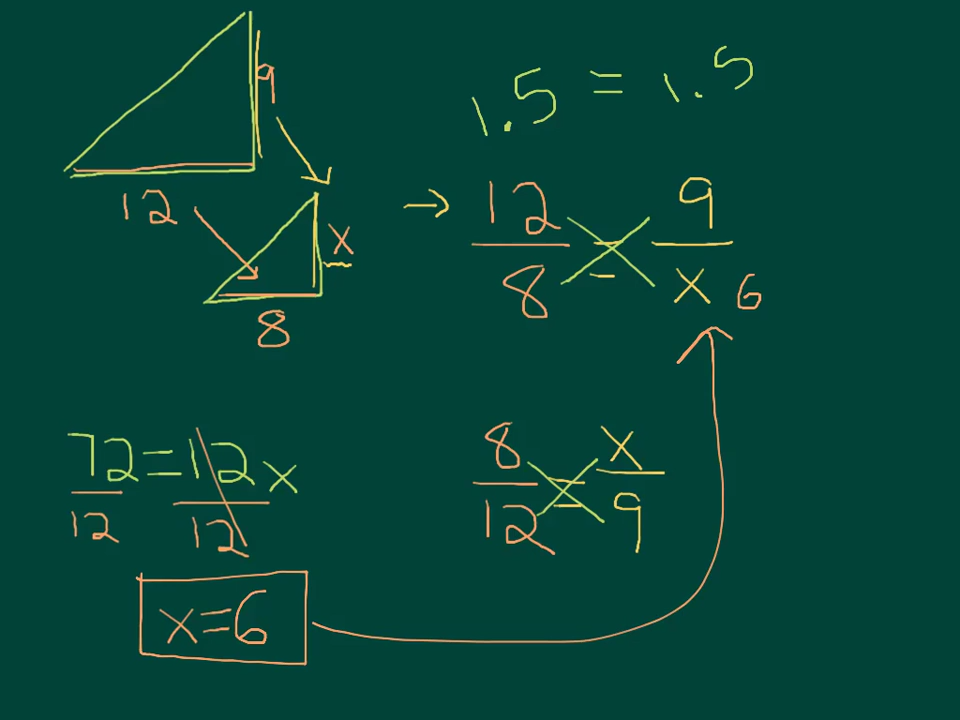 9
12
x
8
1.5 = 1.5
→ 12/8 = 9/x 6
72 = 12x
12 12
x = 6
8/12 = x/9